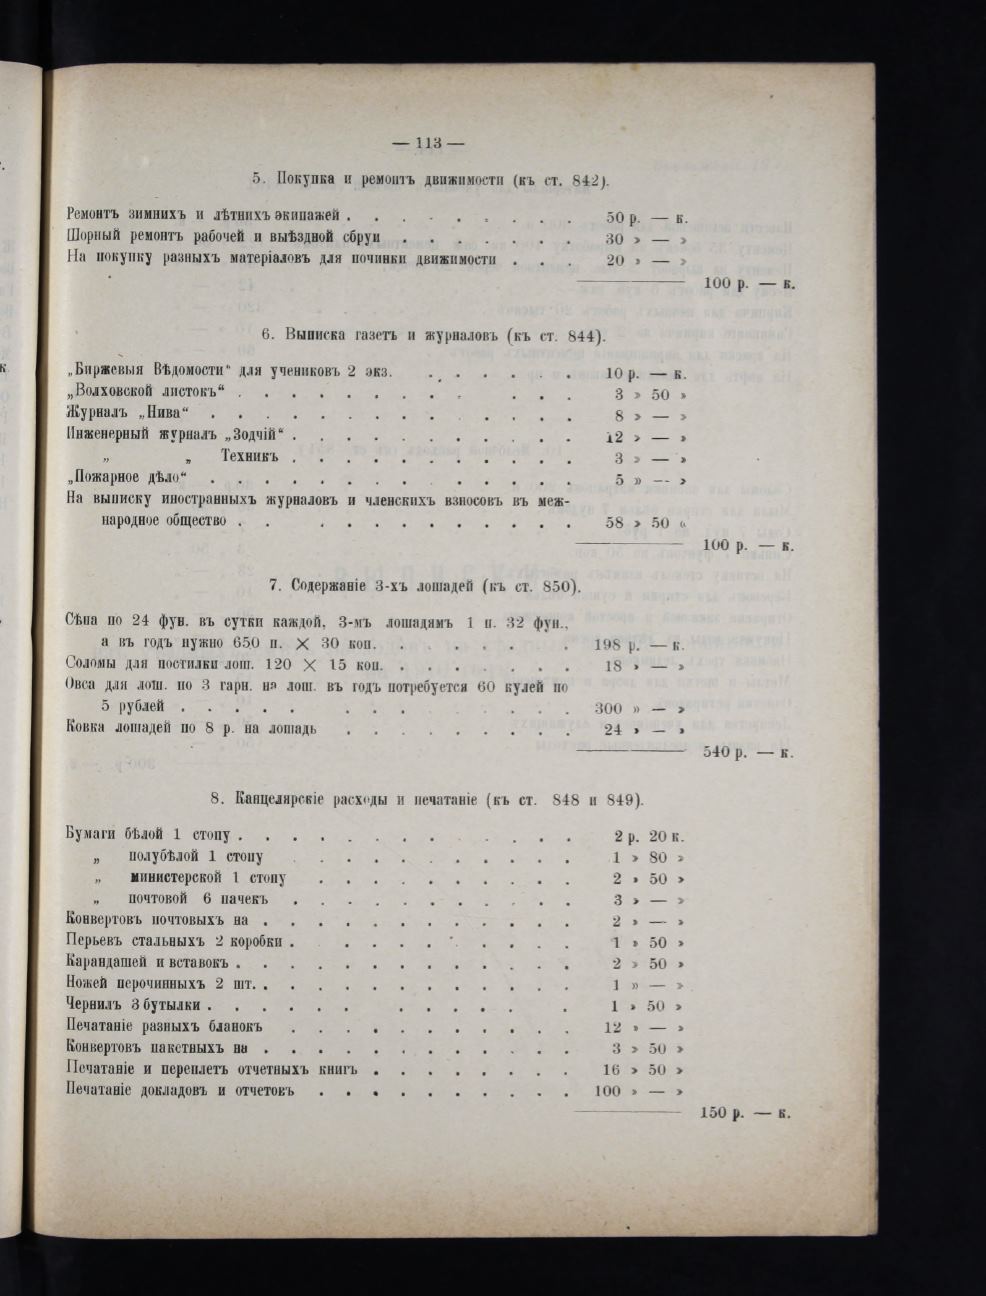 — 113 —
5. Покупка и ремонтъ движимости (къ ст. 842).
Ремонтъ зимнихъ и лѣтнихъ экипажей . . . . . . . . . 50 р. — к.
Шорный ремонтъ рабочей и выѣздной сбруи . . . . . . . 30 » — »
На покупку разныхъ матеріаловъ для починки движимости . . . 20 » — »
100 р. — к.
6. Выписка газетъ и журналовъ (къ ст. 844).
„Биржевыя Вѣдомости“ для учениковъ 2 экз. . . . . . . 10 р. — к.
„Волховской листокъ“ . . . . . . . . . . . . 3 » 50 »
Журналъ „Нива“ . . . . . . . . . . . . . 8 » — »
Инженерный журналъ „Зодчій“ . . . . . . . . . . . 12 » — »
„ „ Техникъ . . . . . . . . . . . 3 » — »
„Пожарное дѣло“ . . . . . . . . . . . . . 5 » — »
На выписку иностранныхъ журналовъ и членскихъ взносовъ въ меж-
народное общество . . . . . . . . . . . . 58 » 50 «
100 р. — к.
7. Содержаніе 3-хъ лошадей (къ ст. 850).
Сѣна по 24 фун. въ сутки каждой, 3-мъ лошадямъ 1 п. 32 фун.,
а въ годъ нужно 650 п. × 30 коп. . . . . . . . 198 р. — к.
Соломы для постилки лош. 120 × 15 коп. . . . . . . . 18 » — »
Овса для лош. по 3 гарн. на лош. въ годъ потребуется 60 кулей по
5 рублей . . . . . . . . . . . . . 300 » — »
Ковка лошадей по 8 р. на лошадь . . . . . . . . . 24 » — »
540 р. — к.
8. Канцелярскіе расходы и печатаніе (къ ст. 848 и 849).
Бумаги бѣлой 1 стопу . . . . . . . . . . . . . 2 р. 20 к.
„ полубѣлой 1 стопу . . . . . . . . . . 1 » 80 »
„ министерской 1 стопу . . . . . . . . . . 2 » 50 »
„ почтовой 6 пачекъ . . . . . . . . . . . 3 » — »
Конвертовъ почтовыхъ на . . . . . . . . . . . . 2 » — »
Перьевъ стальныхъ 2 коробки . . . . . . . . . . 1 » 50 »
Карандашей и вставокъ . . . . . . . . . . . . . 2 » 50 »
Ножей перочинныхъ 2 шт. . . . . . . . . . . . . 1 » — »
Чернилъ 3 бутылки . . . . . . . . . . . . 1 » 50 »
Печатаніе разныхъ бланокъ . . . . . . . . . . . 12 » — »
Конвертовъ пакетныхъ на . . . . . . . . . . . . 3 » 50 »
Печатаніе и переплетъ отчетныхъ книгъ . . . . . . . . 16 » 50 »
Печатаніе докладовъ и отчетовъ . . . . . . . . . . 100 » — »
150 р. — к.